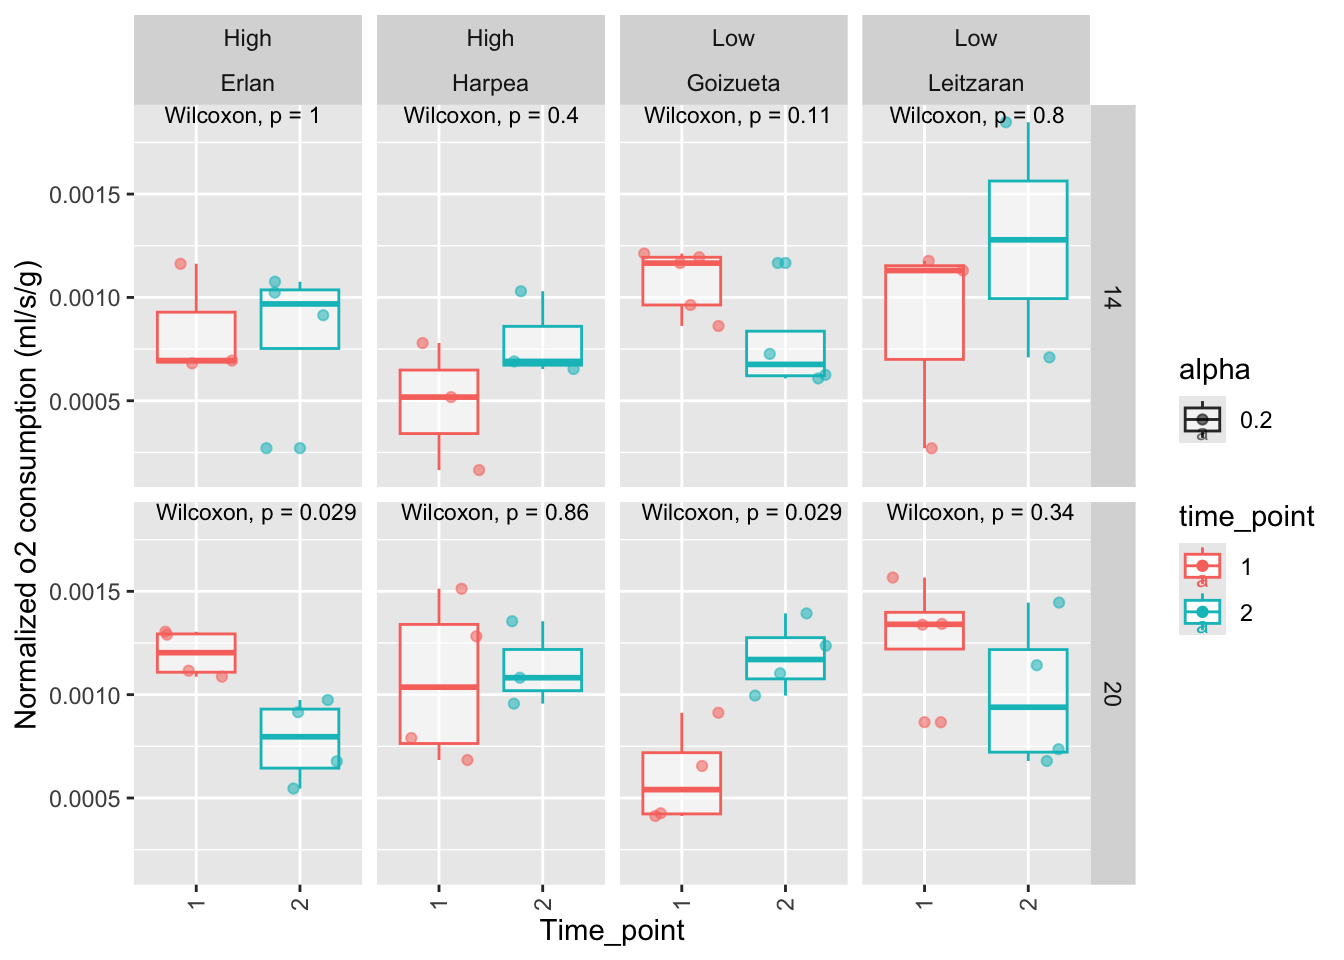 High
High
Low
Low
Erlan
Harpea
Goizueta
Leitzaran
Wilcoxon, p = 1
Wilcoxon, p = 0.4
Wilcoxon, p = 0.11
Wilcoxon, p = 0.8
0.0015
0.0010
0.0005
14
Wilcoxon, p = 0.029
Wilcoxon, p = 0.86
Wilcoxon, p = 0.029
Wilcoxon, p = 0.34
0.0015
0.0010
0.0005
20
Normalized o2 consumption (ml/s/g)
1
2
1
2
1
2
1
2
Time_point
alpha
a
0.2
time_point
a
1
a
2